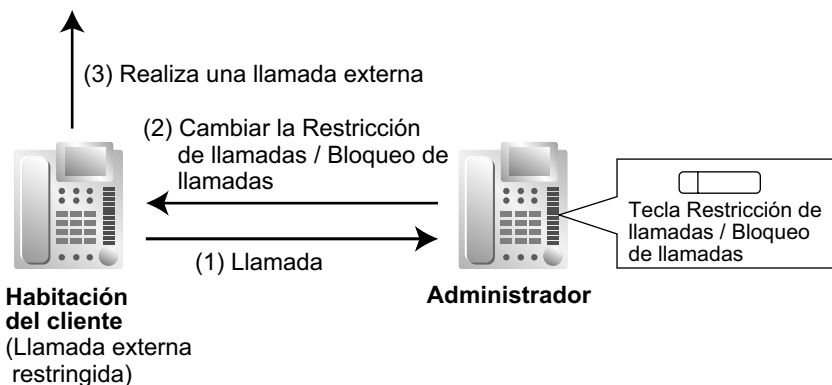 (3) Realiza una llamada externa
(2) Cambiar la Restricción
de llamadas / Bloqueo de
llamadas
(1) Llamada
Tecla Restricción de
llamadas / Bloqueo
de llamadas
Habitación
del cliente
(Llamada externa
restringida)
Administrador